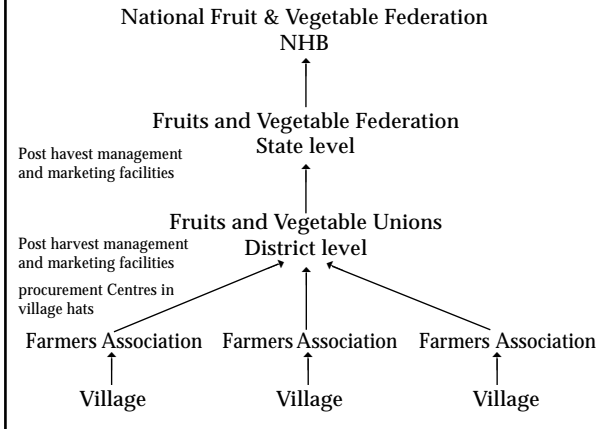 National Fruit & Vegetable Federation
NHB
Fruits and Vegetable Federation
State level
Post havest management
and marketing facilities
Fruits and Vegetable Unions
District level
Post harvest management
and marketing facilities
procurement Centres in
village hats
Farmers Association Farmers Association Farmers Association
Village Village Village